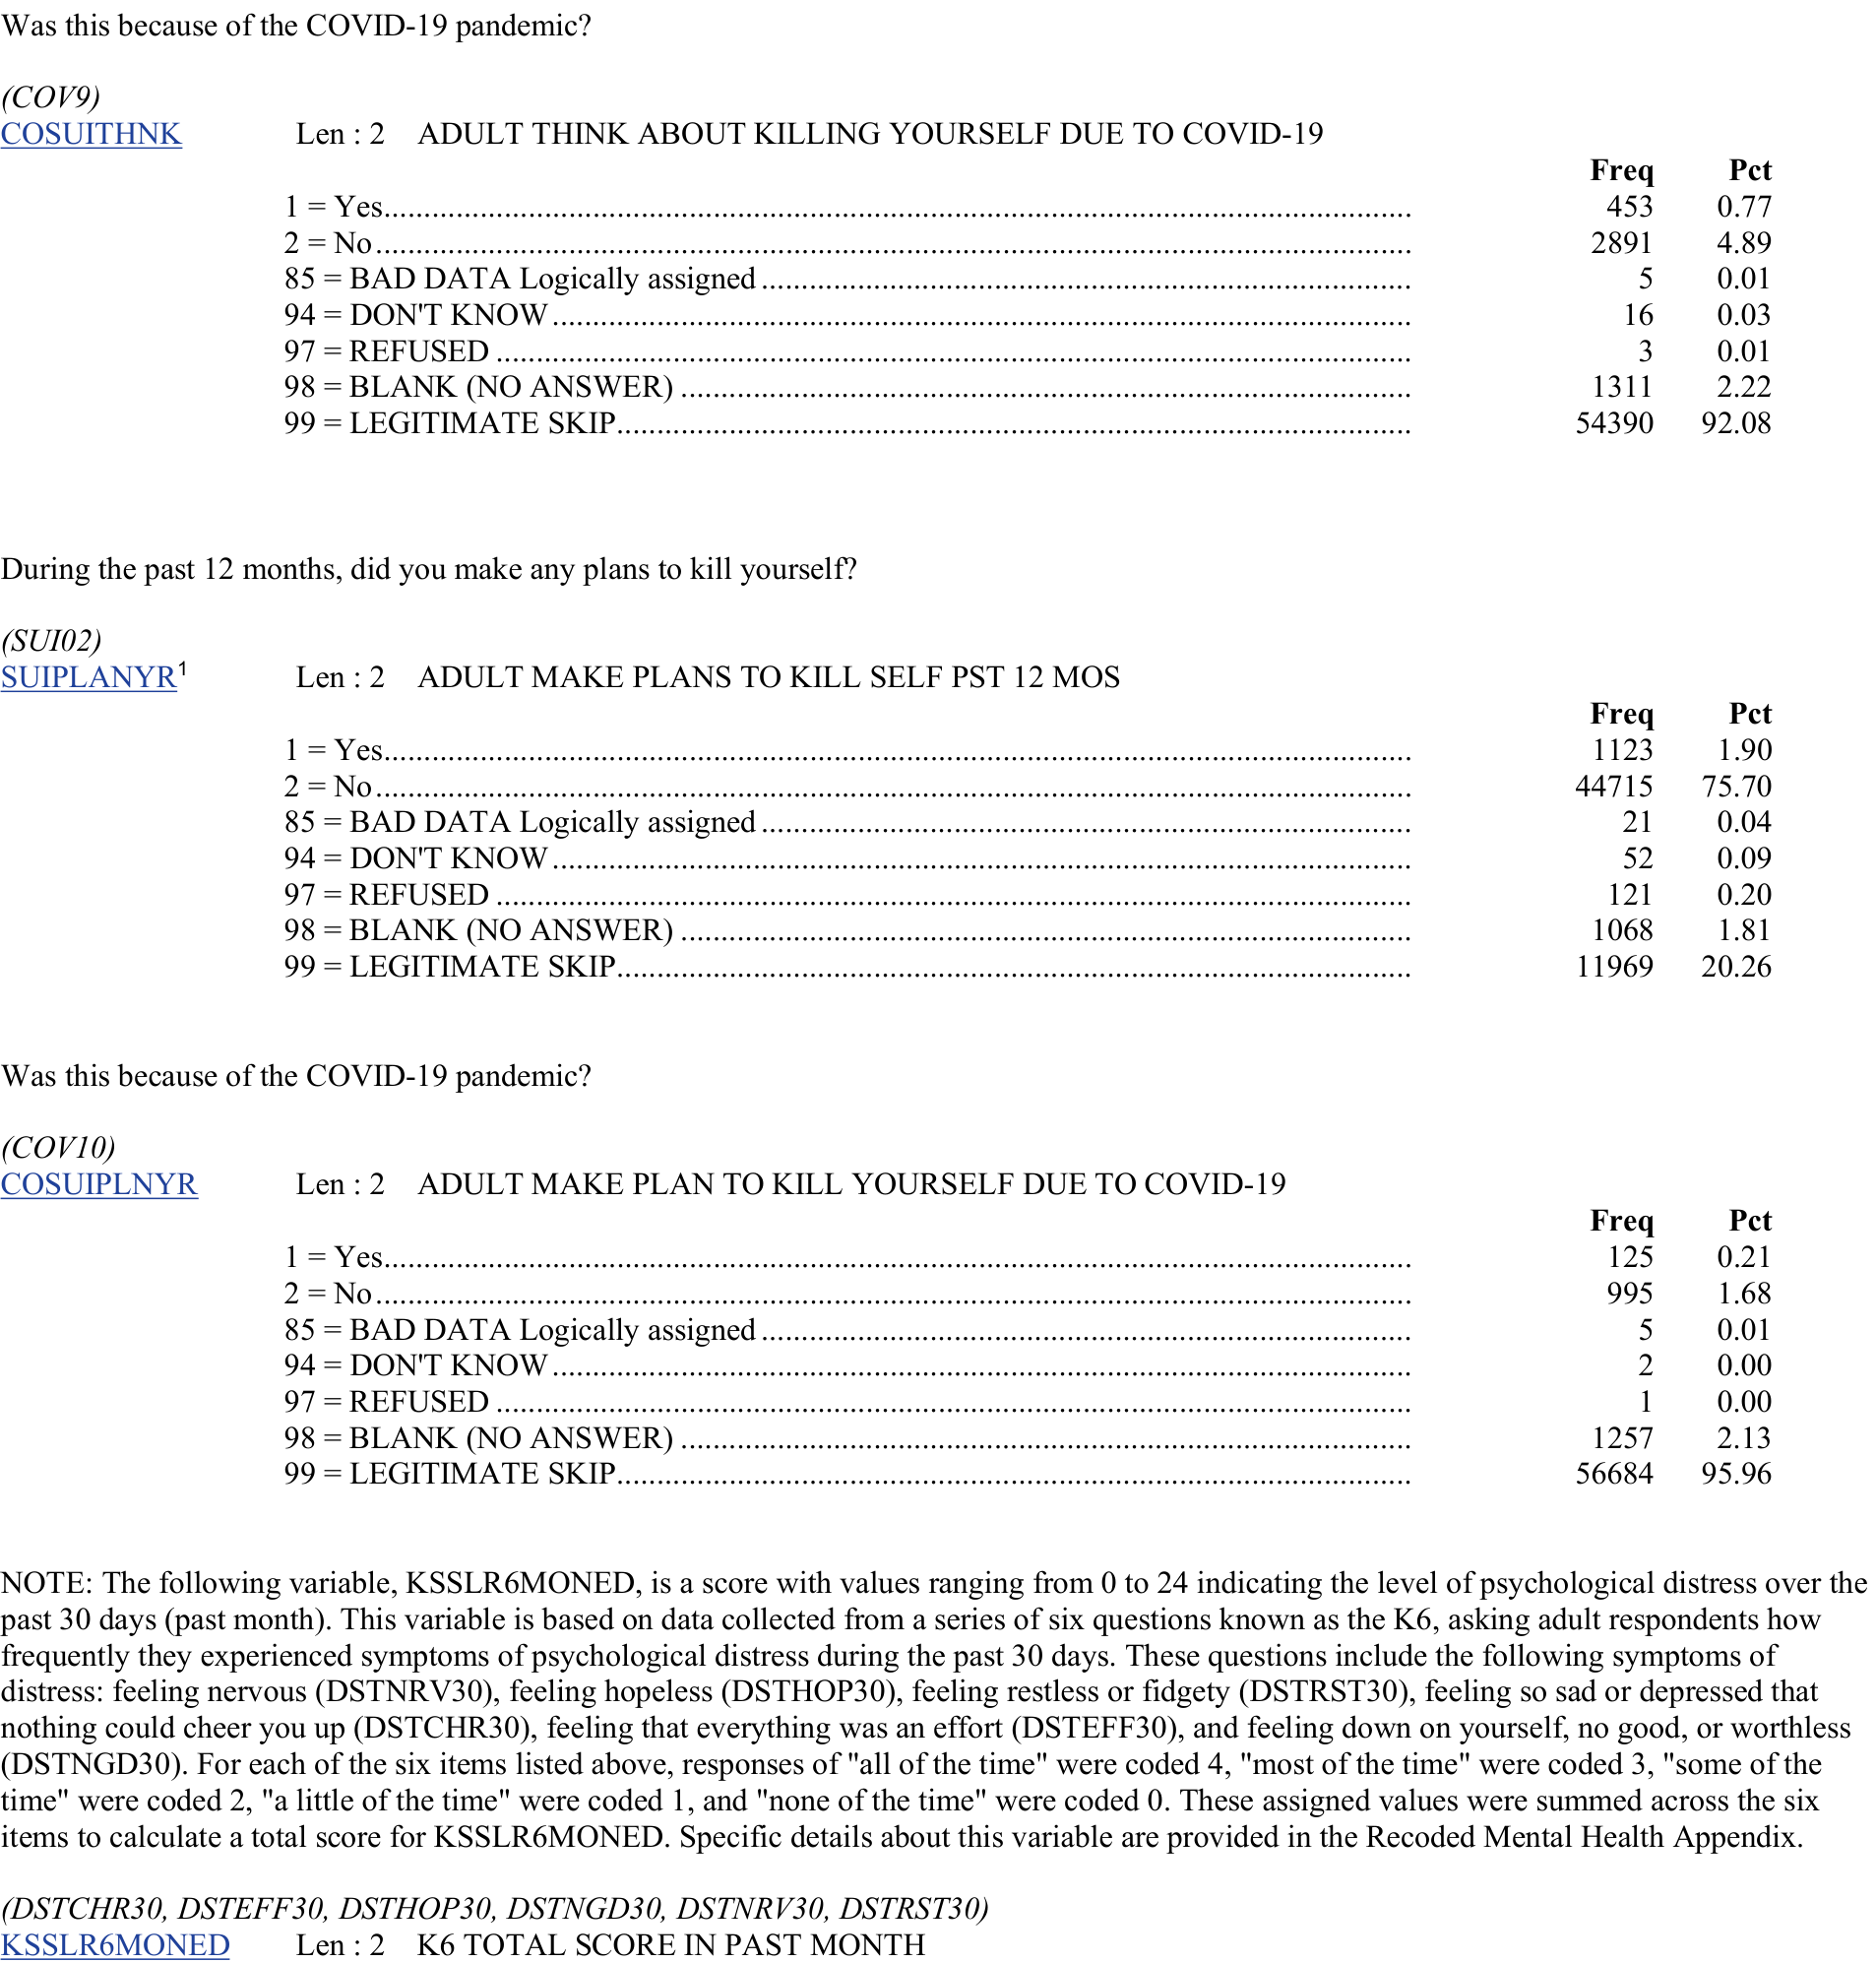 Was this because of the COVID-19 pandemic?
(COV9)
COSUITHNK Len : 2 ADULT THINK ABOUT KILLING YOURSELF DUE TO COVID-19
Freq Pct
1 = Yes................................................................................................................................ 453 0.77
2 = No................................................................................................................................. 2891 4.89
85 = BAD DATA Logically assigned ................................................................................. 5 0.01
94 = DON'T KNOW ........................................................................................................... 16 0.03
97 = REFUSED .................................................................................................................. 3 0.01
98 = BLANK (NO ANSWER) ........................................................................................... 1311 2.22
99 = LEGITIMATE SKIP................................................................................................... 54390 92.08
During the past 12 months, did you make any plans to kill yourself?
(SUI02)
SUIPLANYR¹ Len : 2 ADULT MAKE PLANS TO KILL SELF PST 12 MOS
Freq Pct
1 = Yes................................................................................................................................ 1123 1.90
2 = No................................................................................................................................. 44715 75.70
85 = BAD DATA Logically assigned ................................................................................. 21 0.04
94 = DON'T KNOW ........................................................................................................... 52 0.09
97 = REFUSED .................................................................................................................. 121 0.20
98 = BLANK (NO ANSWER) ........................................................................................... 1068 1.81
99 = LEGITIMATE SKIP................................................................................................... 11969 20.26
Was this because of the COVID-19 pandemic?
(COV10)
COSUIPLNYR Len : 2 ADULT MAKE PLAN TO KILL YOURSELF DUE TO COVID-19
Freq Pct
1 = Yes................................................................................................................................ 125 0.21
2 = No................................................................................................................................. 995 1.68
85 = BAD DATA Logically assigned ................................................................................. 5 0.01
94 = DON'T KNOW ........................................................................................................... 2 0.00
97 = REFUSED .................................................................................................................. 1 0.00
98 = BLANK (NO ANSWER) ........................................................................................... 1257 2.13
99 = LEGITIMATE SKIP................................................................................................... 56684 95.96
NOTE: The following variable, KSSLR6MONED, is a score with values ranging from 0 to 24 indicating the level of psychological distress over the
past 30 days (past month). This variable is based on data collected from a series of six questions known as the K6, asking adult respondents how
frequently they experienced symptoms of psychological distress during the past 30 days. These questions include the following symptoms of
distress: feeling nervous (DSTNRV30), feeling hopeless (DSTHOP30), feeling restless or fidgety (DSTRST30), feeling so sad or depressed that
nothing could cheer you up (DSTCHR30), feeling that everything was an effort (DSTEFF30), and feeling down on yourself, no good, or worthless
(DSTNGD30). For each of the six items listed above, responses of "all of the time" were coded 4, "most of the time" were coded 3, "some of the
time" were coded 2, "a little of the time" were coded 1, and "none of the time" were coded 0. These assigned values were summed across the six
items to calculate a total score for KSSLR6MONED. Specific details about this variable are provided in the Recoded Mental Health Appendix.
(DSTCHR30, DSTEFF30, DSTHOP30, DSTNGD30, DSTNRV30, DSTRST30)
KSSLR6MONED Len : 2 K6 TOTAL SCORE IN PAST MONTH